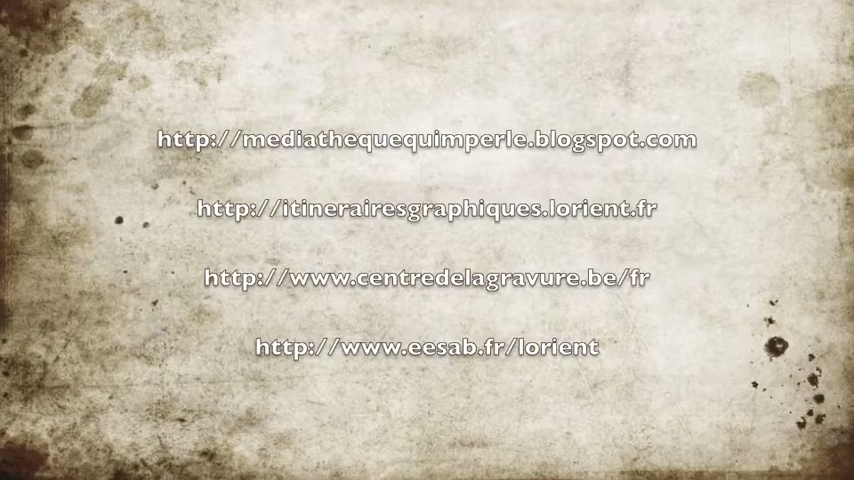 http://mediathequequimperle.blogspot.com
http://itinerairesgraphiques.lorient.fr
http://www.centredelagravure.be/fr
http://www.eesab.fr/lorient